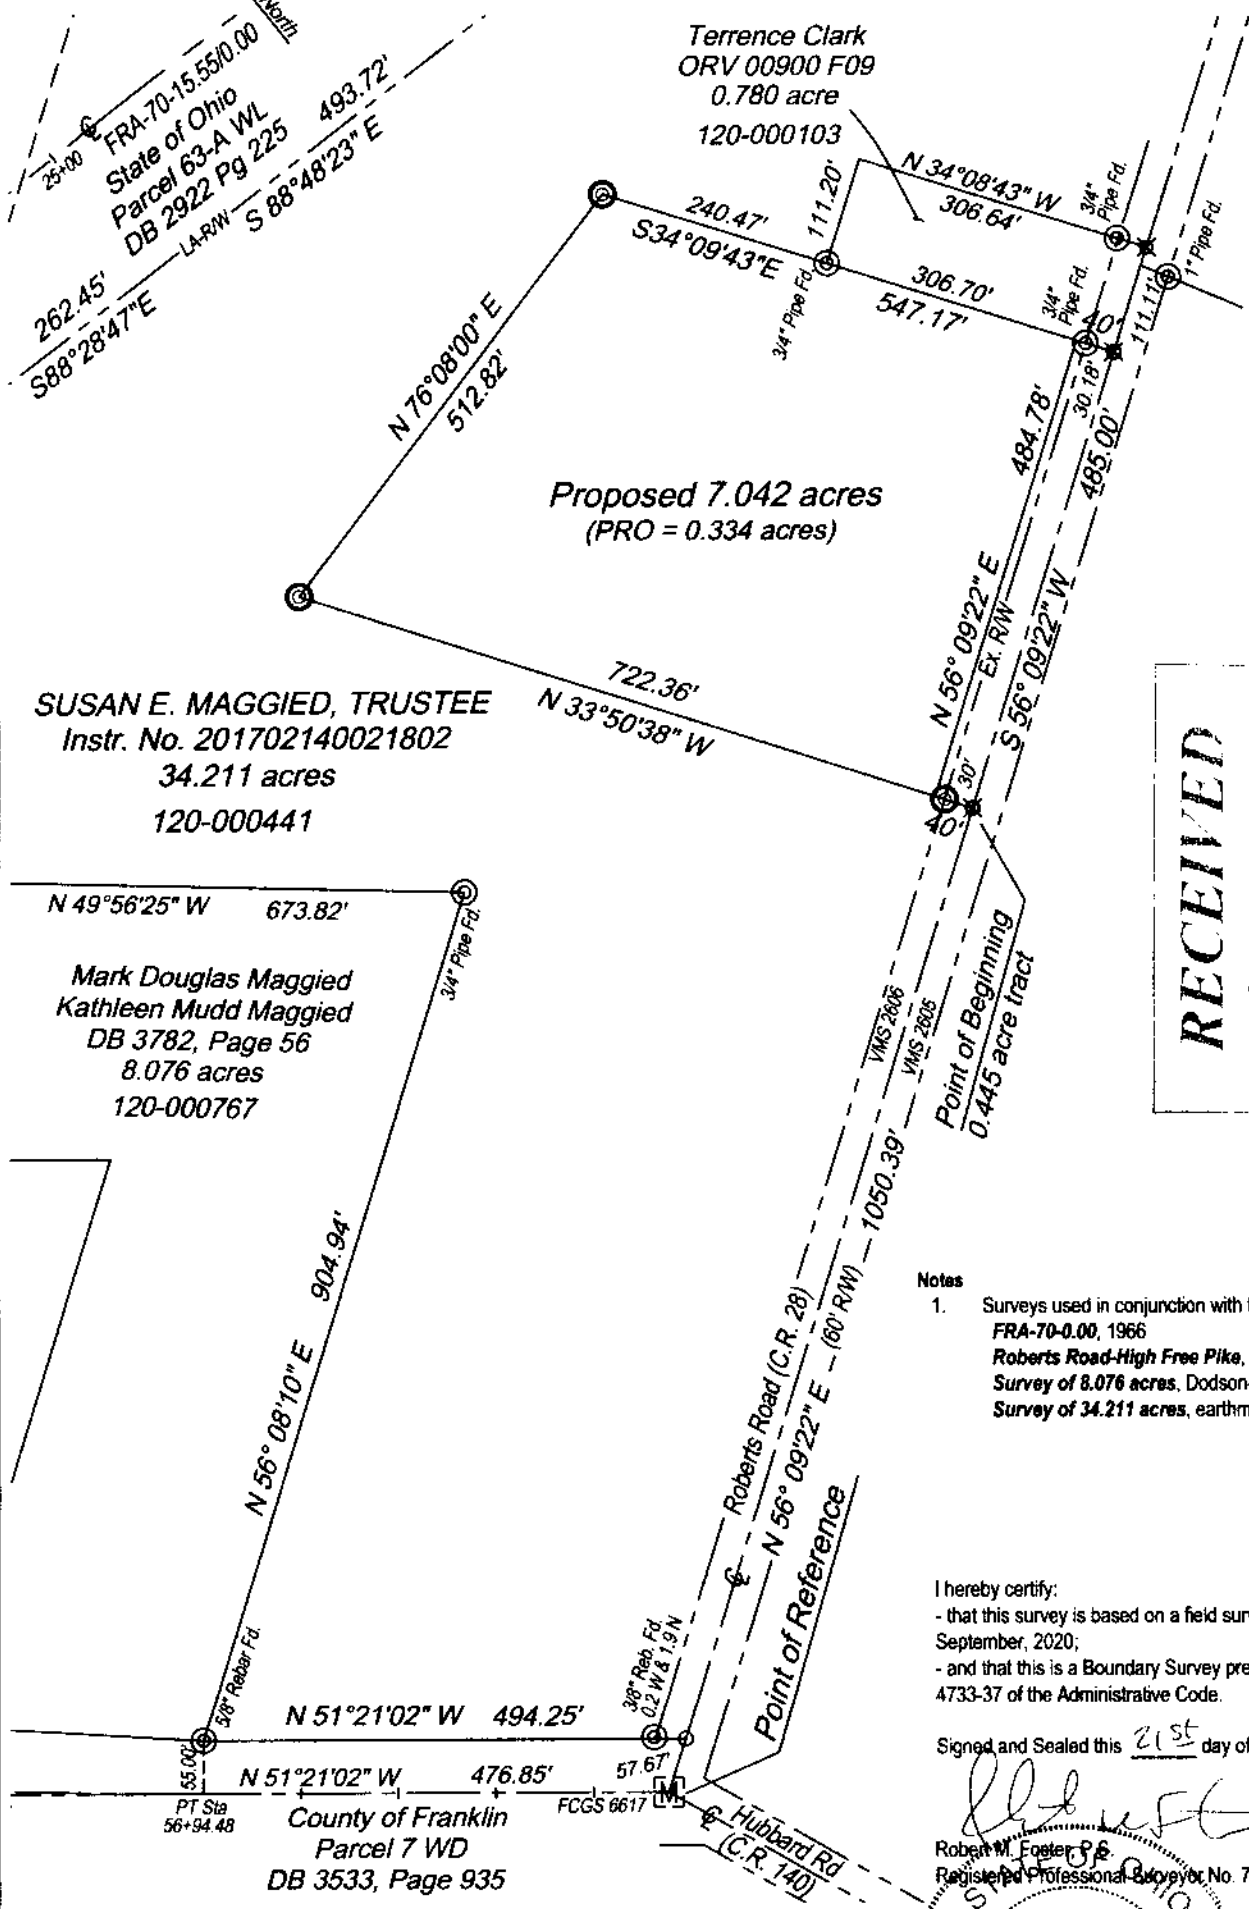 North
25+00
FRA-70-15.55/0.00
State of Ohio
Parcel 63-A WL
DB 2922 Pg 225
493.72'
LA-R/W
S 88°48'23" E
262.45'
S88°28'47"E
Terrence Clark
ORV 00900 F09
0.780 acre
120-000103
N 34°08'43" W
306.64'
111.20'
3/4" Pipe Fd.
1" Pipe Fd.
240.47'
S34°09'43"E
3/4" Pipe Fd.
306.70'
547.17'
3/4" Pipe Fd.
40'
111.11'
30.18'
N 76°08'00" E
512.82'
484.78'
485.00'
Proposed 7.042 acres
(PRO = 0.334 acres)
N 56° 09'22" E
Ex. R/W
S 56° 09'22" W
722.36'
N 33°50'38" W
30'
40'
SUSAN E. MAGGIED, TRUSTEE
Instr. No. 201702140021802
34.211 acres
120-000441
RECEIVED
N 49°56'25" W 673.82'
3/4" Pipe Fd.
Mark Douglas Maggied
Kathleen Mudd Maggied
DB 3782, Page 56
8.076 acres
120-000767
VMS 2606
VMS 2605
Point of Beginning
0.445 acre tract
904.94'
N 56° 08'10" E
Roberts Road (C.R. 28)
N 56° 09'22" E
(60' R/W)
1050.39'
Notes
1. Surveys used in conjunction with
FRA-70-0.00, 1966
Roberts Road-High Free Pike,
Survey of 8.076 acres, Dodson-
Survey of 34.211 acres, earthm
Point of Reference
5/8" Rebar Fd.
3/8" Reb. Fd.
0.2 W & 1.9 N
N 51°21'02" W 494.25'
55.00'
57.67'
N 51°21'02" W 476.85'
FCGS 6617
M
PT Sta
56+94.48
County of Franklin
Parcel 7 WD
DB 3533, Page 935
Hubbard Rd
(C.R. 140)
I hereby certify:
- that this survey is based on a field sur
September, 2020;
- and that this is a Boundary Survey pre
4733-37 of the Administrative Code.
Signed and Sealed this 21st day of
Robert M. Foster, P.S.
Registered Professional Surveyor No. 7
STATE OF OHIO